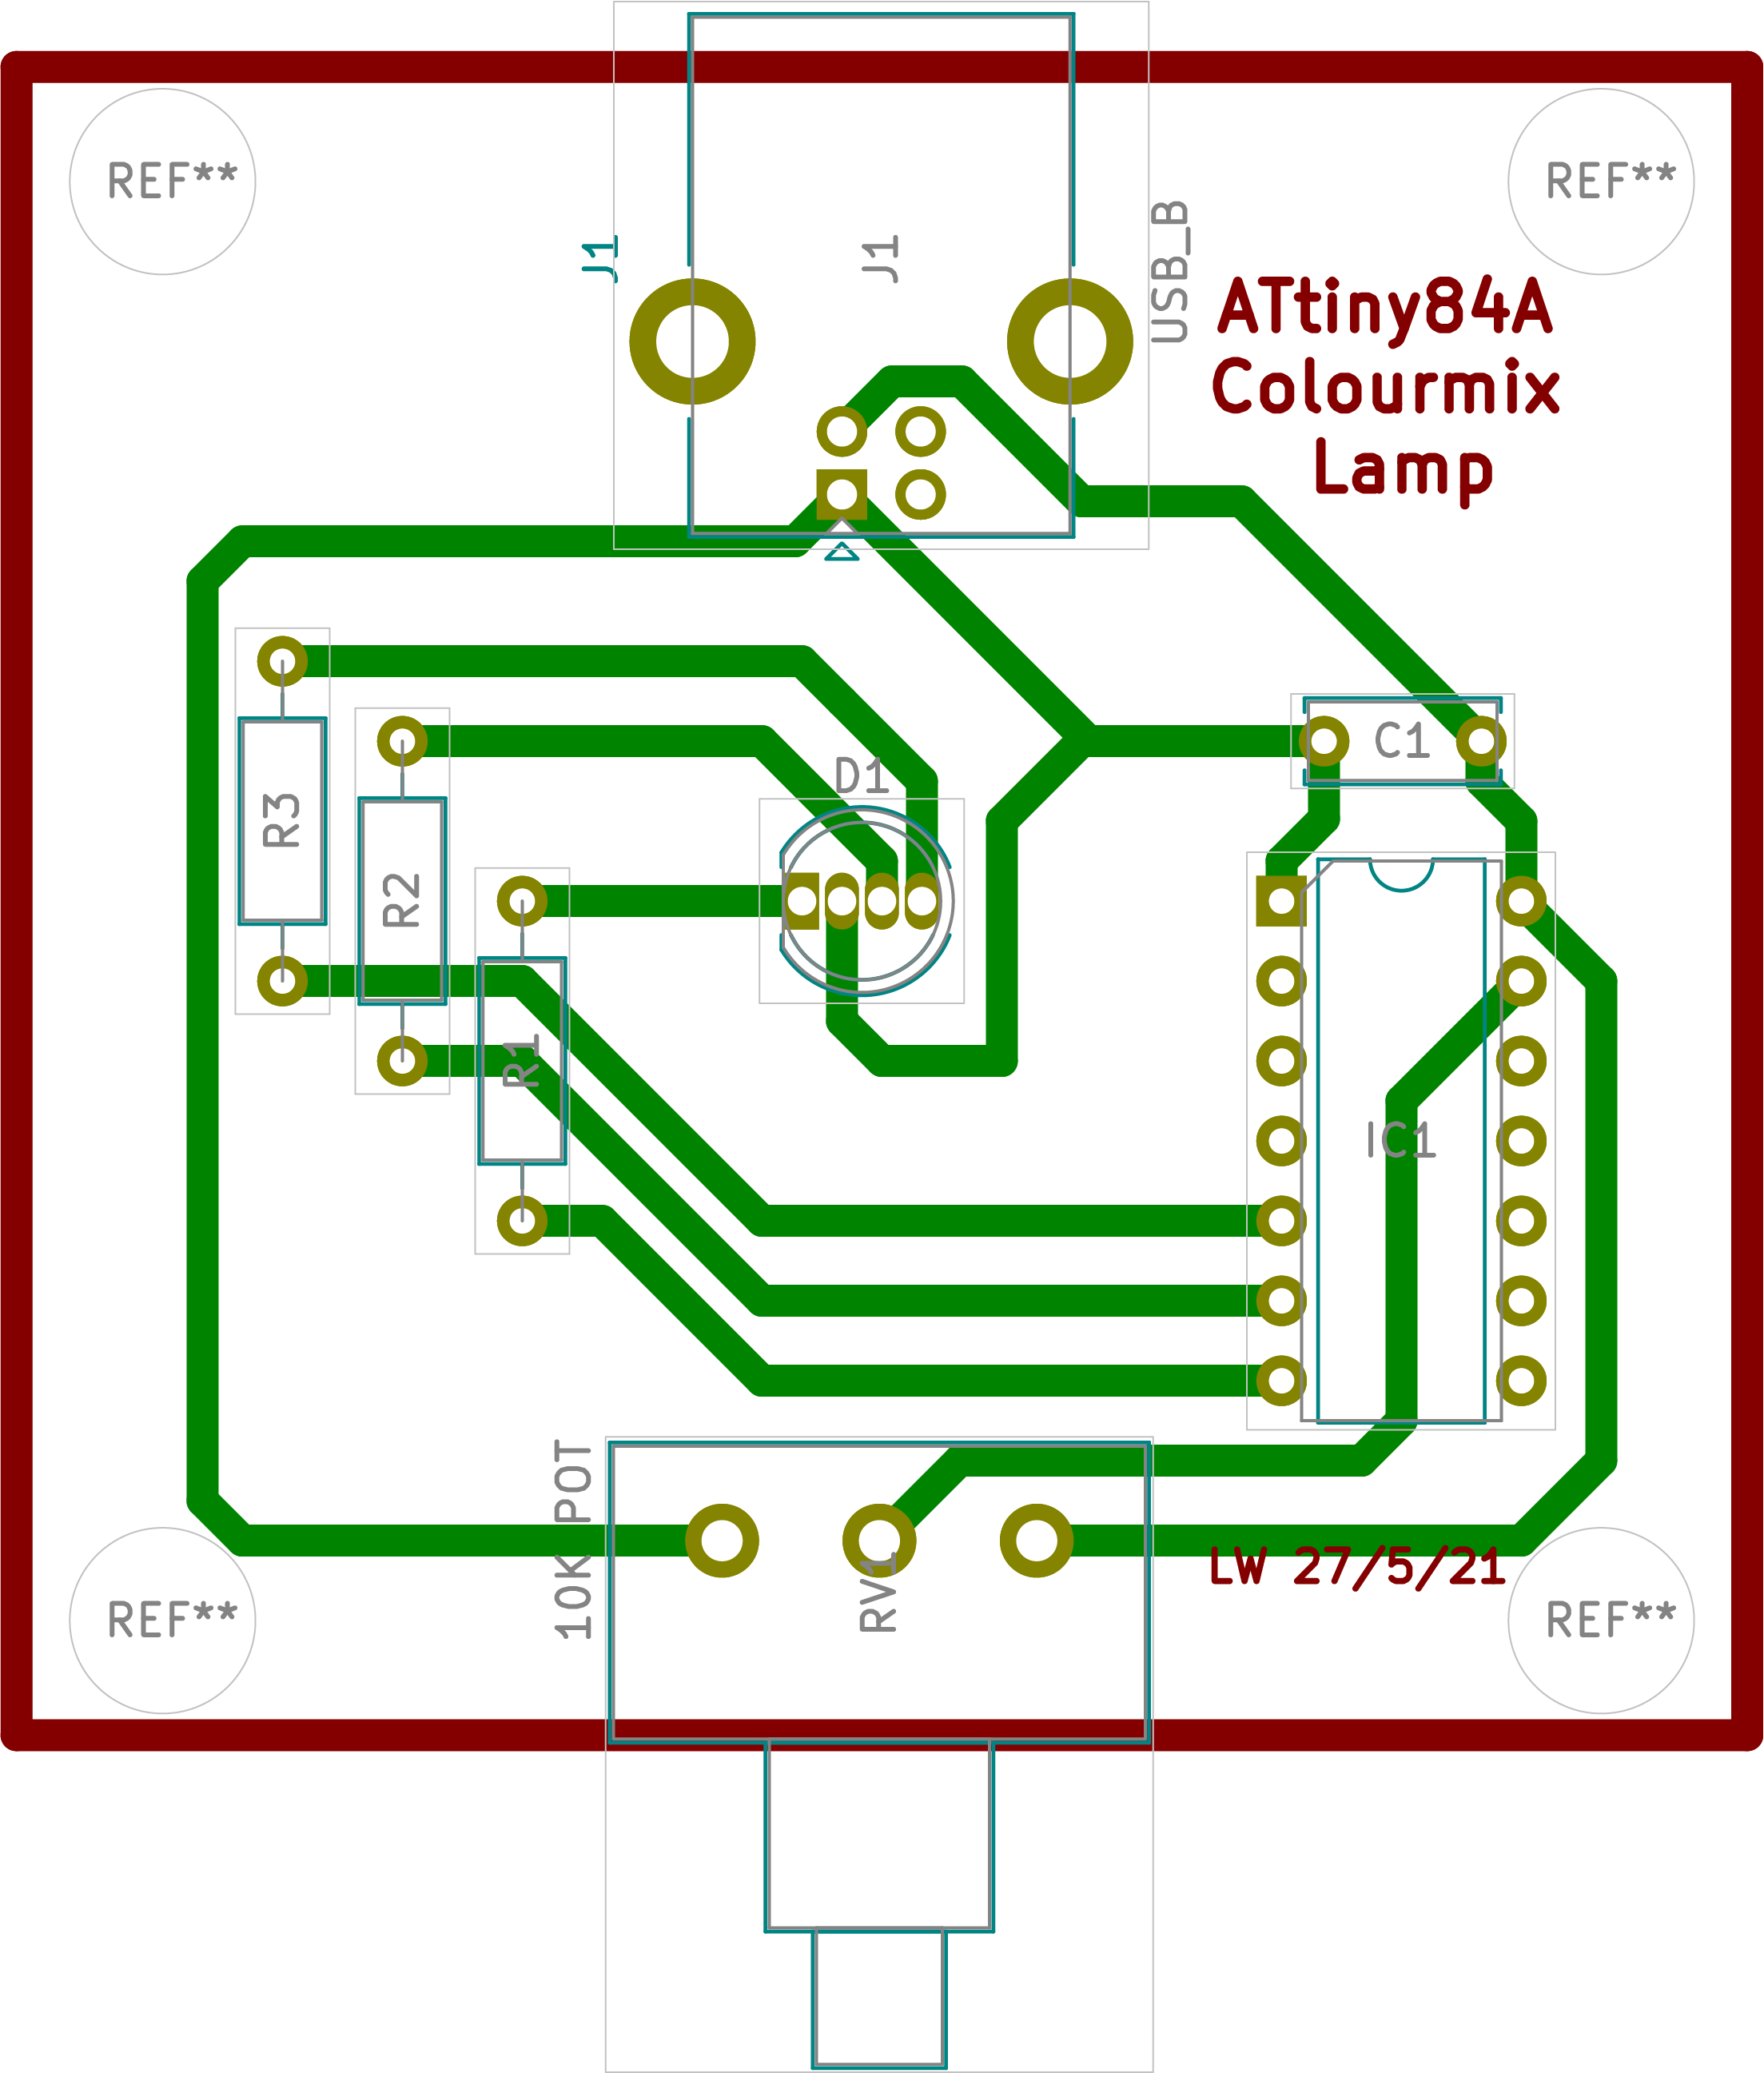 REF**
REF**
J1
J1
USB_B
ATtiny84A
Colourmix
Lamp
C1
D1
R3
R2
R1
IC1
10K POT
RV1
LW 27/5/21
REF**
REF**